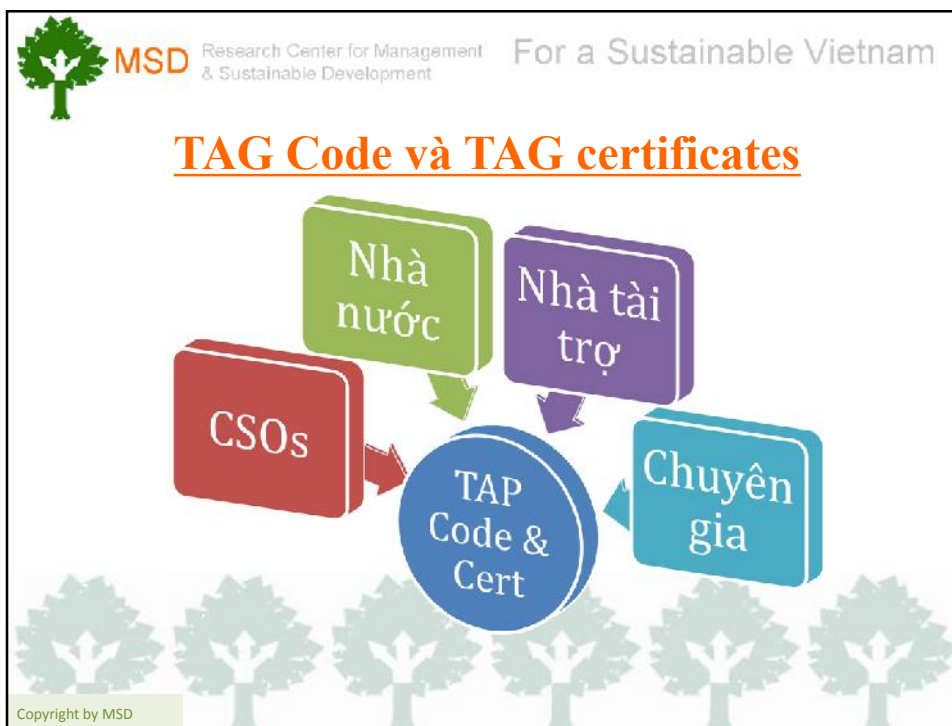 MSD
Research Center for Management
& Sustainable Development
For a Sustainable Vietnam
TAG Code và TAG certificates
Nhà
nước
Nhà tài
trợ
CSOs
Chuyên
gia
TAP
Code &
Cert
Copyright by MSD